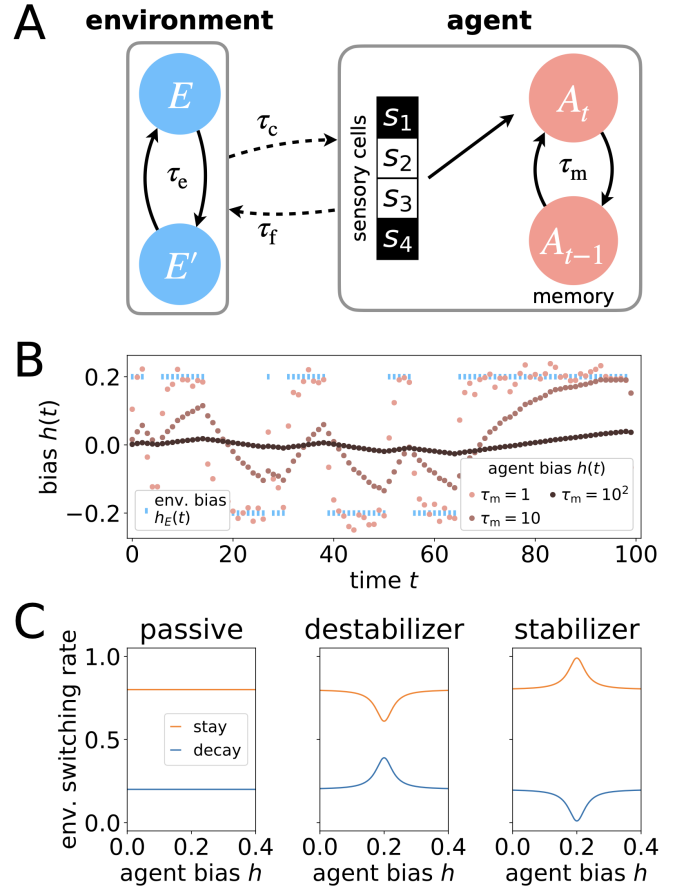 A
environment
agent
E
τe
E′
τc
τf
sensory cells
s1
s2
s3
s4
At
τm
At−1
memory
B
bias h(t)
0.2
0.0
−0.2
env. bias
hE(t)
agent bias h(t)
τm = 1
τm = 10²
τm = 10
0 20 40 60 80 100
time t
C
passive destabilizer stabilizer
env. switching rate
1.0
0.5
0.0
stay
decay
0.0 0.2 0.4 0.0 0.2 0.4 0.0 0.2 0.4
agent bias h agent bias h agent bias h